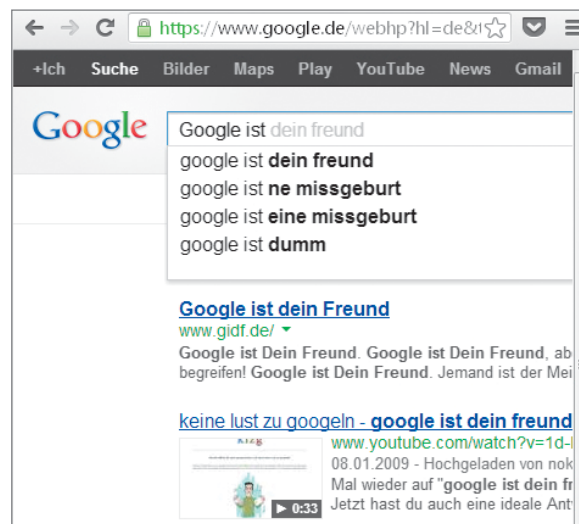 https://www.google.de/webhp?hl=de&
+Ich Suche Bilder Maps Play YouTube News Gmail
Google Google ist dein freund
google ist dein freund
google ist ne missgeburt
google ist eine missgeburt
google ist dumm
Google ist dein Freund
www.gidf.de/
Google ist Dein Freund. Google ist Dein Freund, ab
begreifen! Google ist Dein Freund. Jemand ist der Mei
keine lust zu googeln - google ist dein freund
www.youtube.com/watch?v=1d-
08.01.2009 - Hochgeladen von nok
Mal wieder auf "google ist dein fr
0:33 Jetzt hast du auch eine ideale Ant